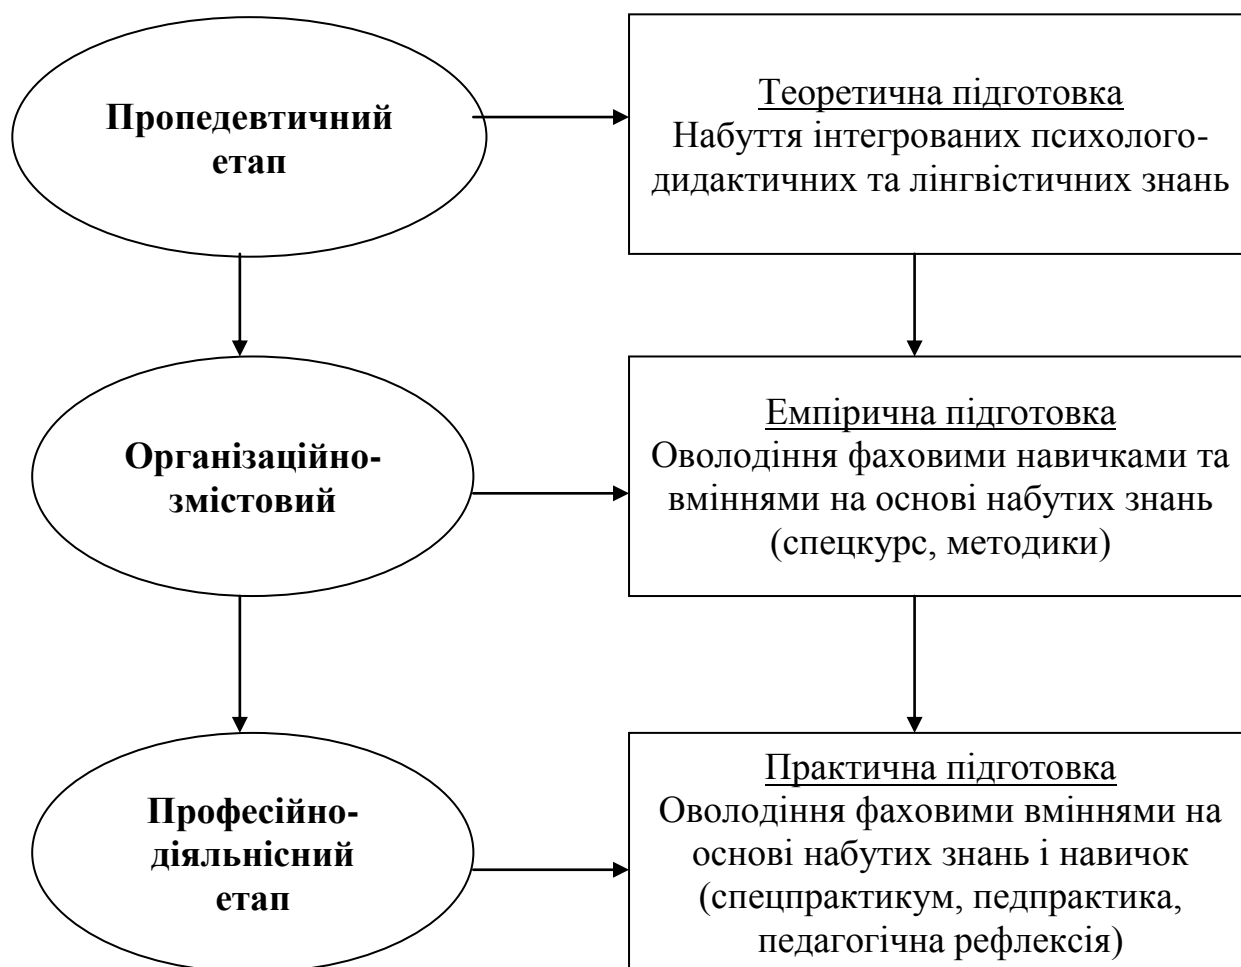 Пропедевтичний
етап
Теоретична підготовка
Набуття інтегрованих психолого-
дидактичних та лінгвістичних знань
Організаційно-
змістовий
Емпірична підготовка
Оволодіння фаховими навичками та
вміннями на основі набутих знань
(спецкурс, методики)
Професійно-
діяльнісний
етап
Практична підготовка
Оволодіння фаховими вміннями на
основі набутих знань і навичок
(спецпрактикум, педпрактика,
педагогічна рефлексія)